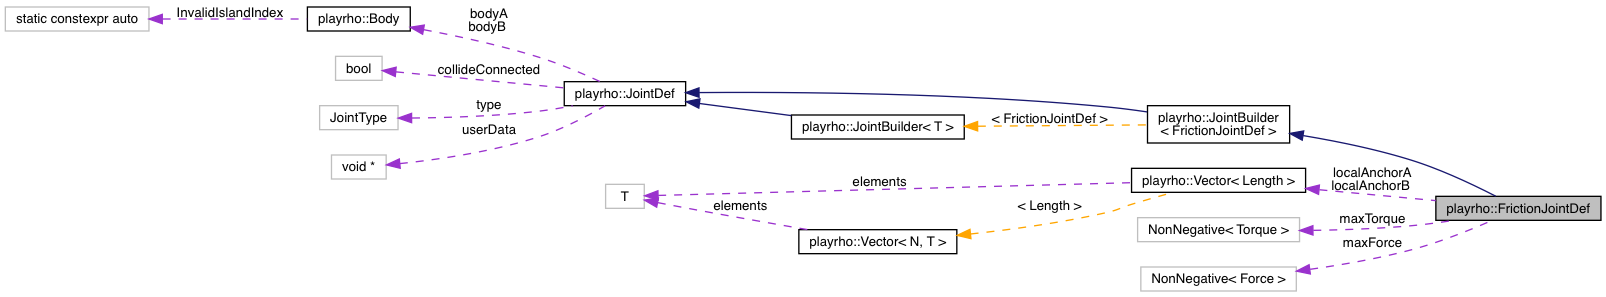 static constexpr auto
InvalidIslandIndex
playrho::Body
bodyA
bodyB
bool
collideConnected
JointType
type
void *
userData
playrho::JointDef
playrho::JointBuilder< T >
< FrictionJointDef >
playrho::JointBuilder
< FrictionJointDef >
T
elements
elements
playrho::Vector< N, T >
< Length >
playrho::Vector< Length >
localAnchorA
localAnchorB
playrho::FrictionJointDef
NonNegative< Torque >
maxTorque
maxForce
NonNegative< Force >